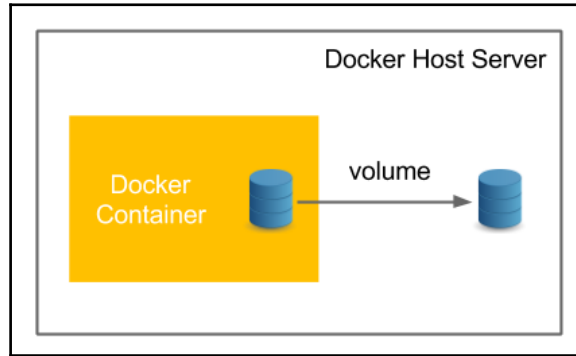 Docker Host Server
volume
Docker
Container